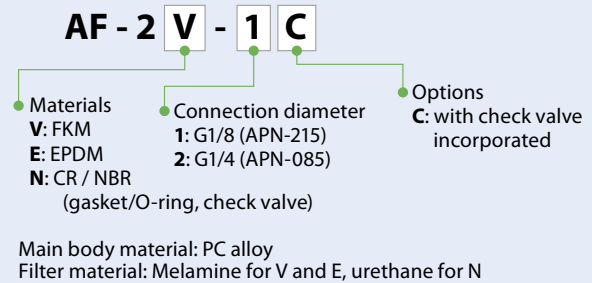 AF - 2 V - 1 C
Materials
V: FKM
E: EPDM
N: CR / NBR
(gasket/O-ring, check valve)
Connection diameter
1: G1/8 (APN-215)
2: G1/4 (APN-085)
Options
C: with check valve
incorporated
Main body material: PC alloy
Filter material: Melamine for V and E, urethane for N